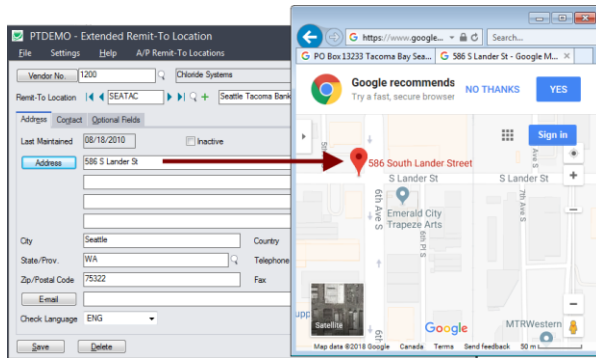 PTDEMO - Extended Remit-To Location
File Settings Help A/P Remit-To Locations
Vendor No. 1200 Chloride Systems
Remit-To Location SEATAC Seattle Tacoma Bank
Address Contact Optional Fields
Last Maintained 08/18/2010 Inactive
Address 586 S Lander St
City Seattle Country
State/Prov. WA Telephone
Zip/Postal Code 75322 Fax
E-mail
Check Language ENG
Save Delete
https://www.google... Search...
PO Box 13233 Tacoma Bay Sea... 586 S Lander St - Google M...
Google recommends
Try a fast, secure browser
NO THANKS YES
Sign in
586 South Lander Street
S Lander St S Lander St
6th Ave S
Emerald City
Trapeze Arts
6th Pl S
7th Ave S
Ave S
Satellite
Google
6th
MTRWestern
Map data ©2018 Google Canada Terms Send feedback 50 m